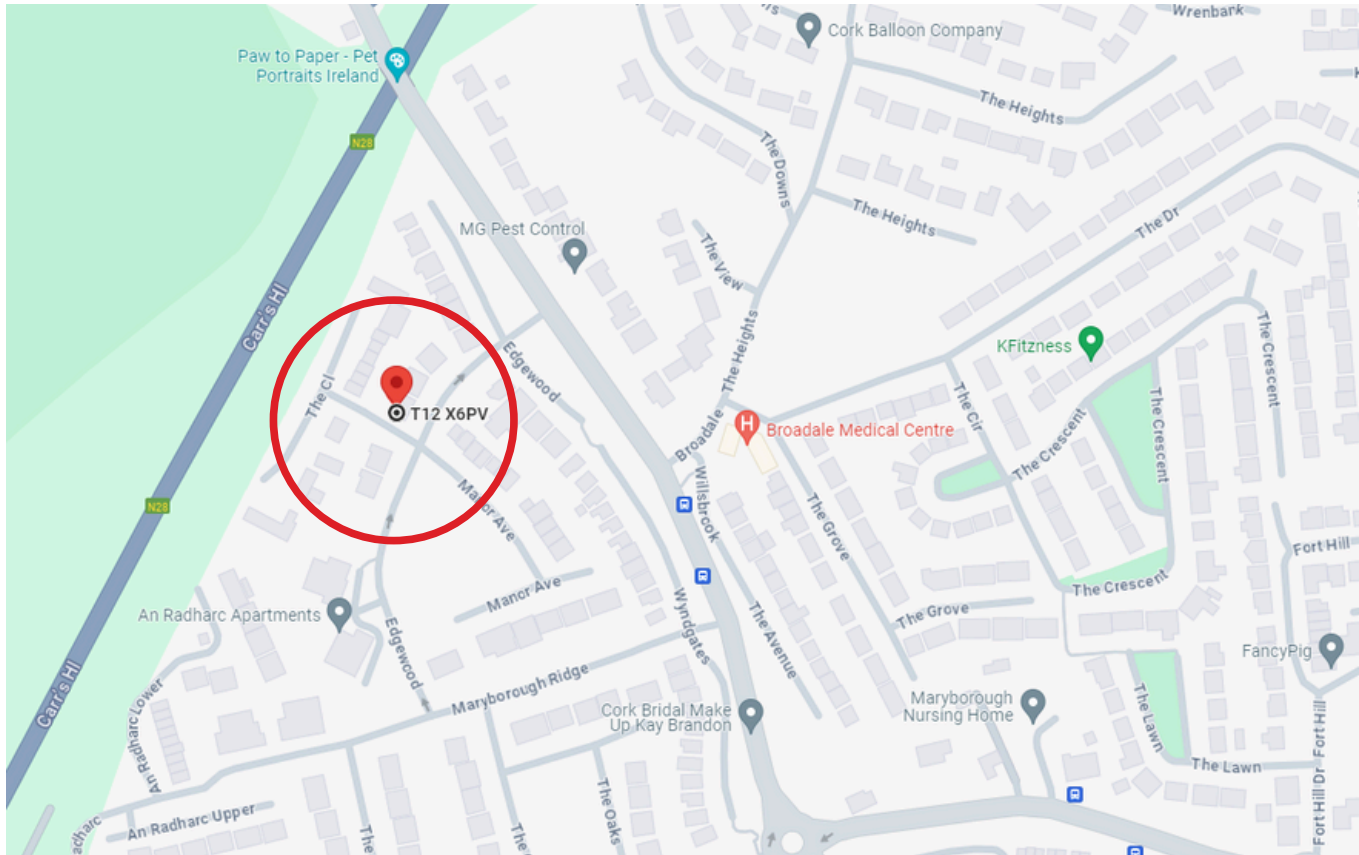 Wrenbark
Cork Balloon Company
Paw to Paper - Pet
Portraits Ireland
The Heights
N28
The Downs
The Heights
The Dr
MG Pest Control
The View
Carr's Hl
The Heights
The Crescent
KFitzness
Edgewood
The Cl
T12 X6PV
The Cir
The Crescent
The Crescent
Broadale
Broadale Medical Centre
Willsbrook
Manor Ave
N28
The Grove
Fort Hill
The Crescent
Manor Ave
An Radharc Apartments
Wyndgates
The Avenue
The Grove
Edgewood
FancyPig
Maryborough Ridge
Carr's Hl
An Radharc Lower
Cork Bridal Make
Up Kay Brandon
Maryborough
Nursing Home
The Lawn
The Lawn
Fort Hill
Fort Hill Dr
An Radharc Upper
The Oaks
The
The